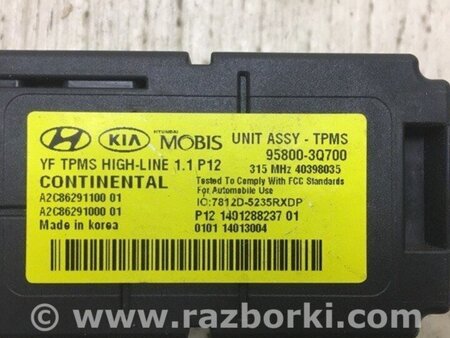 KIA HYUNDAI MOBIS UNIT ASSY - TPMS
95800-3Q700
YF TPMS HIGH-LINE 1.1 P12 315 MHz 40398035
CONTINENTAL Tested To Comply With FCC Standards
For Automobile Use
A2C86291100 01 IC:7812D-5235RXDP
A2C86291000 01 P12 1401288237 01
Made in korea 0101 14013004
© www.razborki.com